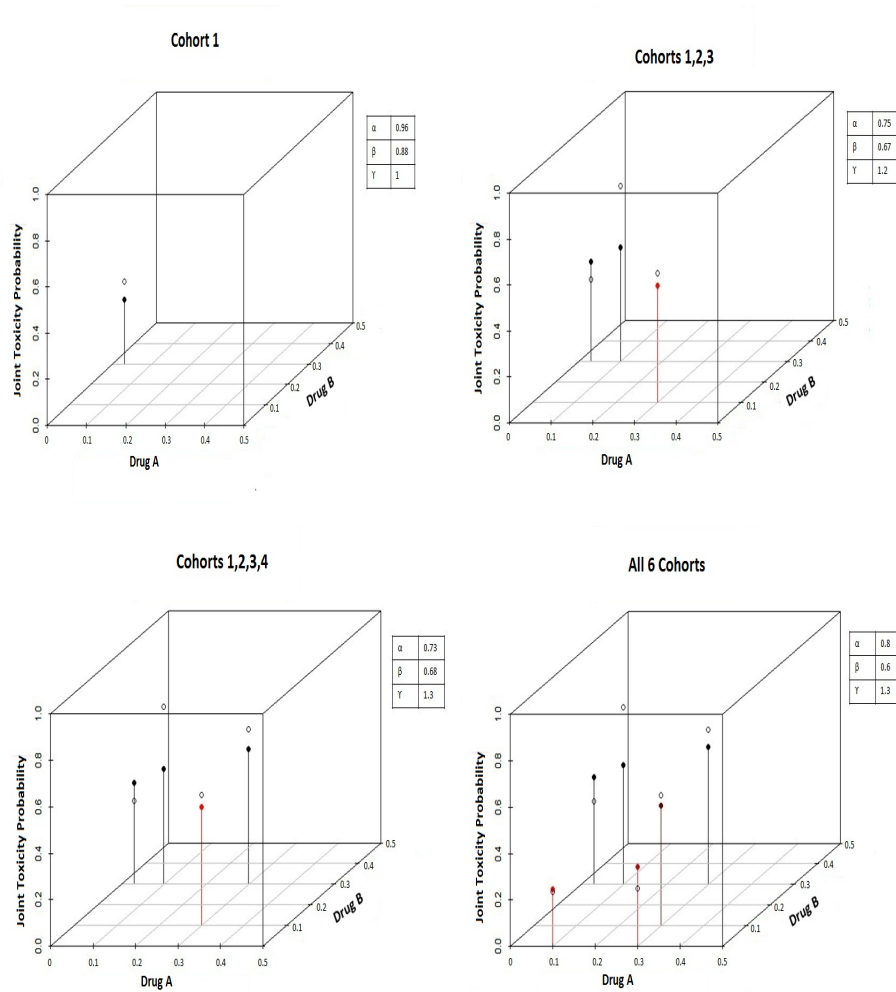 Cohort 1
α 0.96
β 0.88
γ 1
Joint Toxicity Probability
0.0 0.2 0.4 0.6 0.8 1.0
0 0.1 0.2 0.3 0.4 0.5
Drug A
0.1 0.2 0.3 0.4 0.5
Drug B
Cohorts 1,2,3
α 0.75
β 0.67
γ 1.2
Joint Toxicity Probability
0.0 0.2 0.4 0.6 0.8 1.0
0 0.1 0.2 0.3 0.4 0.5
Drug A
0.1 0.2 0.3 0.4 0.5
Drug B
Cohorts 1,2,3,4
α 0.73
β 0.68
γ 1.3
Joint Toxicity Probability
0.0 0.2 0.4 0.6 0.8 1.0
0 0.1 0.2 0.3 0.4 0.5
Drug A
0.1 0.2 0.3 0.4 0.5
Drug B
All 6 Cohorts
α 0.8
β 0.6
γ 1.3
Joint Toxicity Probability
0.0 0.2 0.4 0.6 0.8 1.0
0 0.1 0.2 0.3 0.4 0.5
Drug A
0.1 0.2 0.3 0.4 0.5
Drug B